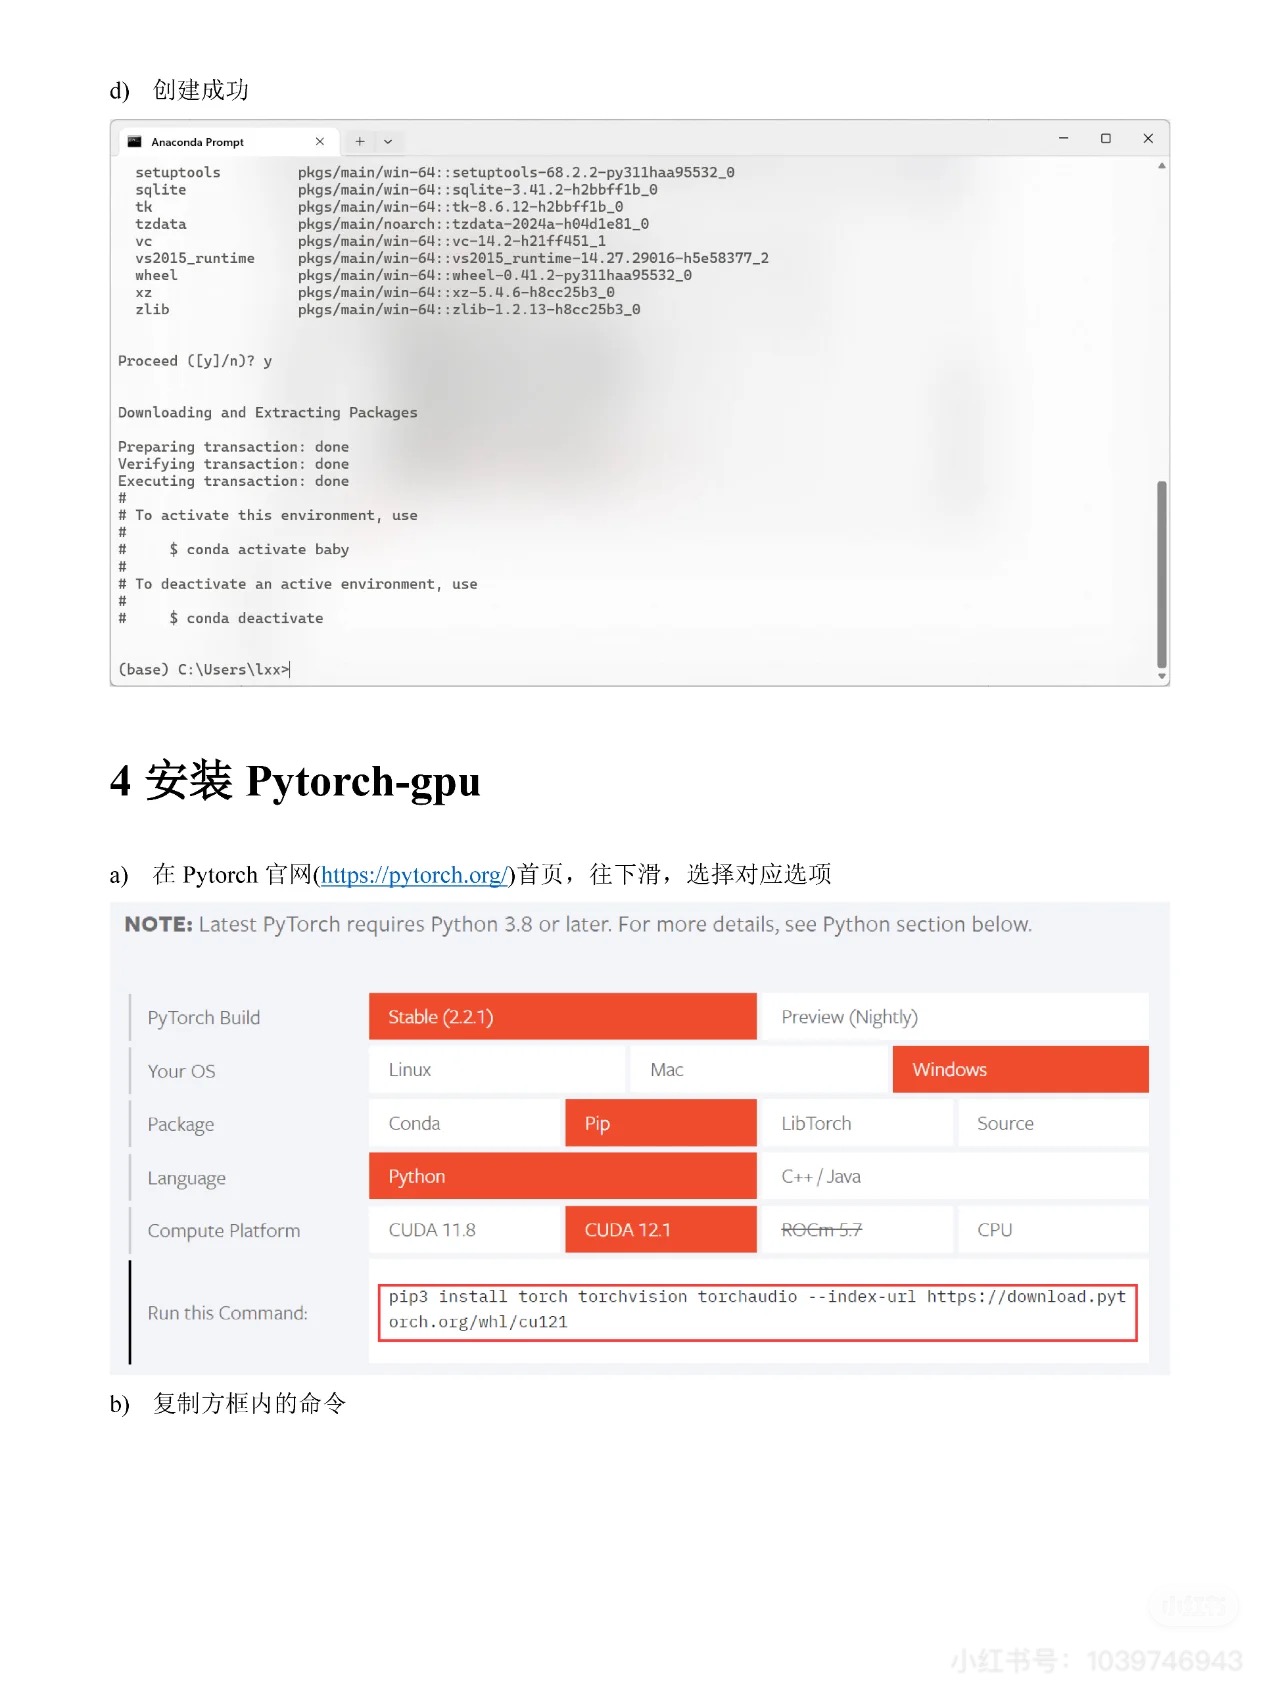 d) 创建成功
Anaconda Prompt
setuptools pkgs/main/win-64::setuptools-68.2.2-py311haa95532_0
sqlite pkgs/main/win-64::sqlite-3.41.2-h2bbff1b_0
tk pkgs/main/win-64::tk-8.6.12-h2bbff1b_0
tzdata pkgs/main/noarch::tzdata-2024a-h04d1e81_0
vc pkgs/main/win-64::vc-14.2-h21ff451_1
vs2015_runtime pkgs/main/win-64::vs2015_runtime-14.27.29016-h5e58377_2
wheel pkgs/main/win-64::wheel-0.41.2-py311haa95532_0
xz pkgs/main/win-64::xz-5.4.6-h8cc25b3_0
zlib pkgs/main/win-64::zlib-1.2.13-h8cc25b3_0
Proceed ([y]/n)? y
Downloading and Extracting Packages
Preparing transaction: done
Verifying transaction: done
Executing transaction: done
#
# To activate this environment, use
#
# $ conda activate baby
#
# To deactivate an active environment, use
#
# $ conda deactivate
(base) C:\Users\lxx>
4 安装 Pytorch-gpu
a) 在 Pytorch 官网(https://pytorch.org/)首页，往下滑，选择对应选项
NOTE: Latest PyTorch requires Python 3.8 or later. For more details, see Python section below.
PyTorch Build Stable (2.2.1) Preview (Nightly)
Your OS Linux Mac Windows
Package Conda Pip LibTorch Source
Language Python C++ / Java
Compute Platform CUDA 11.8 CUDA 12.1 ROCm 5.7 CPU
Run this Command:
pip3 install torch torchvision torchaudio --index-url https://download.pyt
orch.org/whl/cu121
b) 复制方框内的命令
小红书
小红书号：1039746943